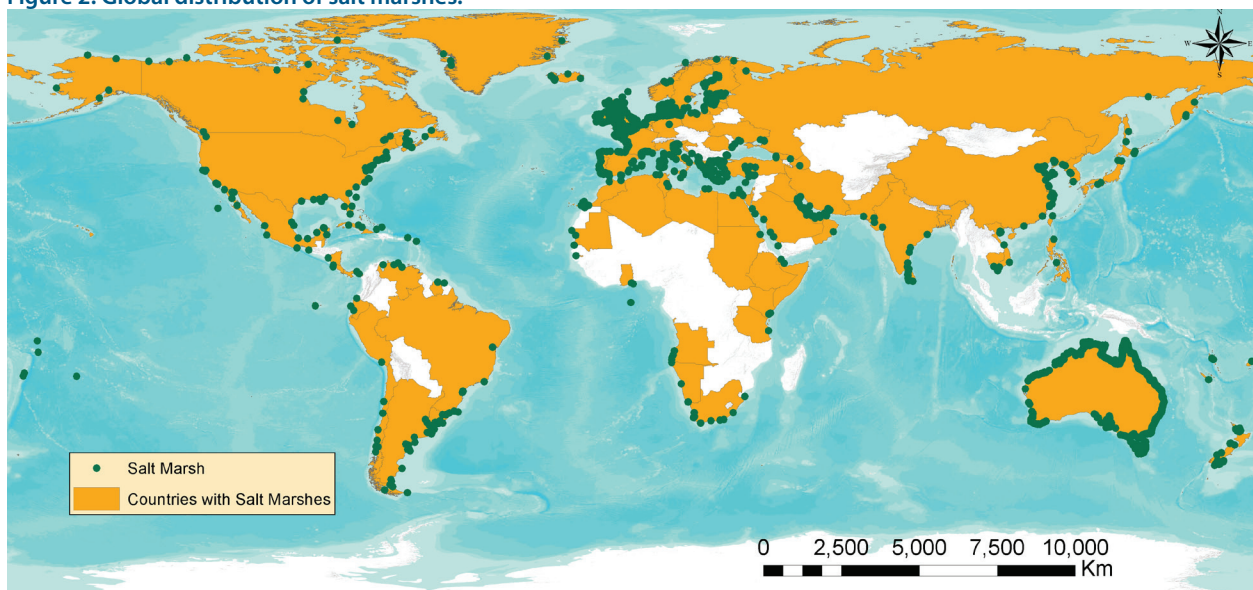 Figure 2. Global distribution of salt marshes.
N
W
E
S
Salt Marsh
Countries with Salt Marshes
0 2,500 5,000 7,500 10,000
Km